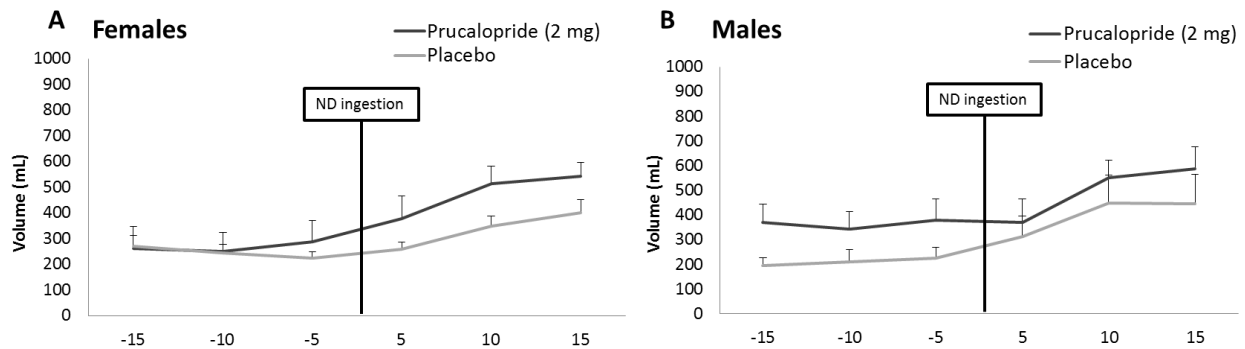 A Females
Prucalopride (2 mg)
Placebo
ND ingestion
Volume (mL)
1000
900
800
700
600
500
400
300
200
100
0
-15 -10 -5 5 10 15
B Males
Prucalopride (2 mg)
Placebo
ND ingestion
Volume (mL)
1000
900
800
700
600
500
400
300
200
100
0
-15 -10 -5 5 10 15